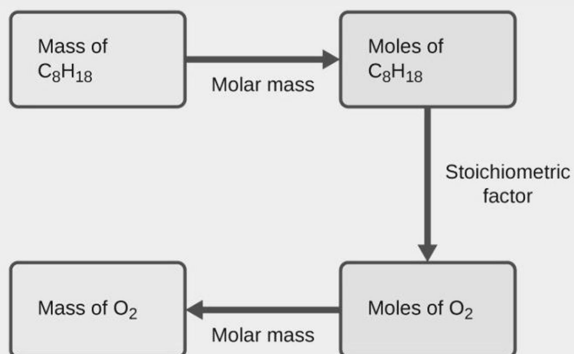 Mass of
C₈H₁₈
Molar mass
Moles of
C₈H₁₈
Stoichiometric
factor
Moles of O₂
Molar mass
Mass of O₂